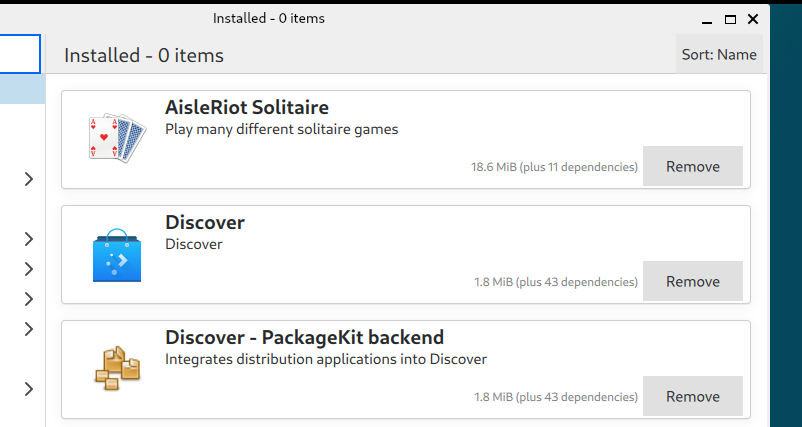 Installed - 0 items
Installed - 0 items
Sort: Name
AisleRiot Solitaire
Play many different solitaire games
18.6 MiB (plus 11 dependencies)
Remove
Discover
Discover
1.8 MiB (plus 43 dependencies)
Remove
Discover - PackageKit backend
Integrates distribution applications into Discover
1.8 MiB (plus 43 dependencies)
Remove